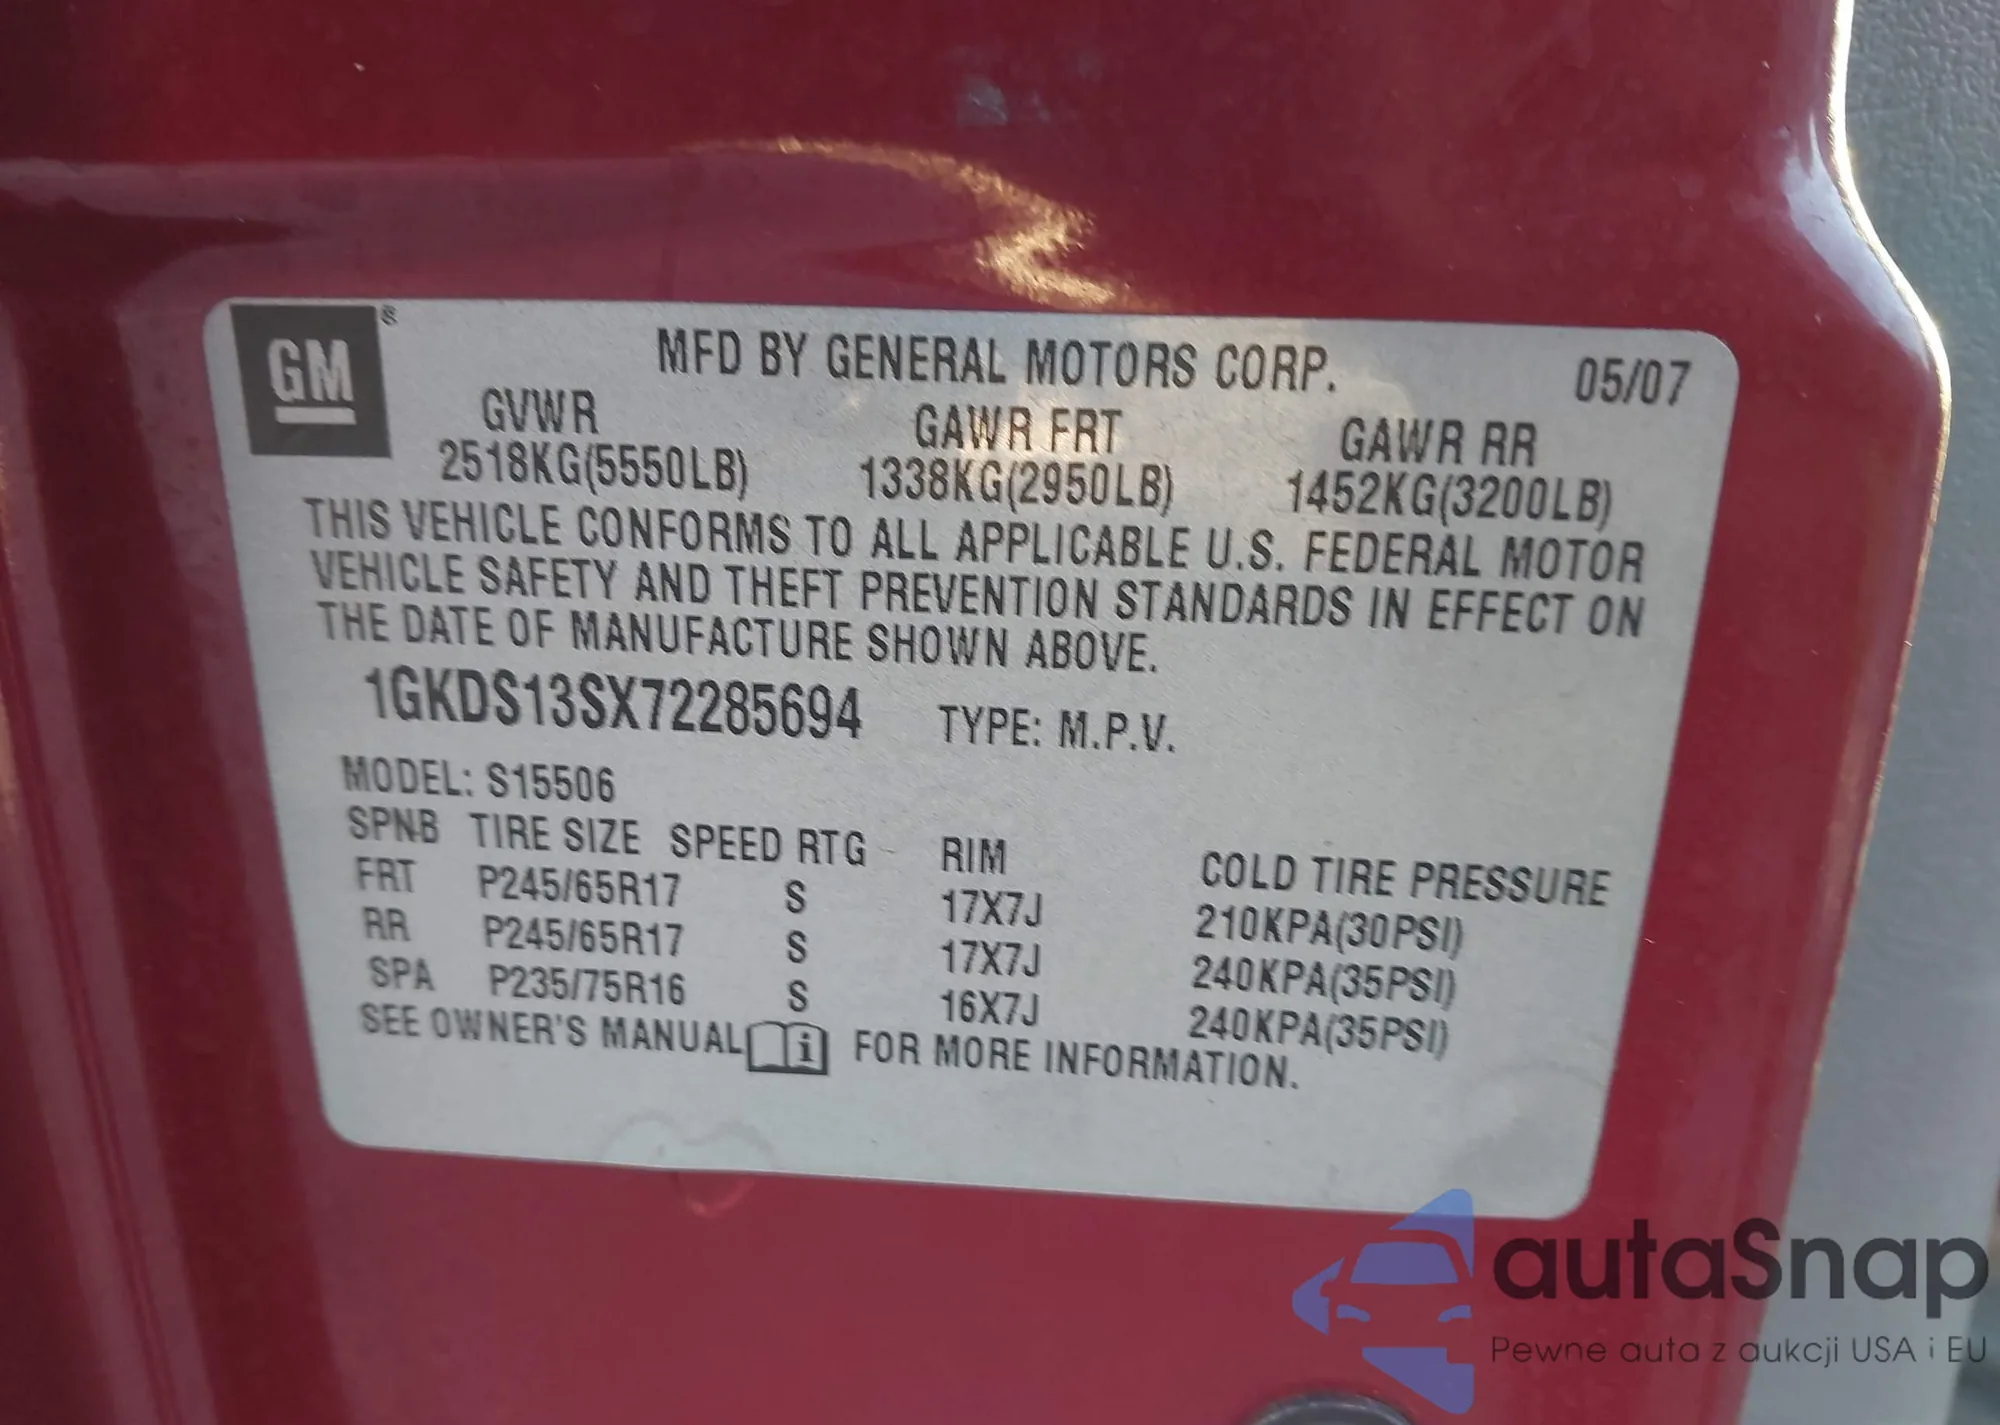 GM ®
MFD BY GENERAL MOTORS CORP. 05/07
GVWR GAWR FRT GAWR RR
2518KG(5550LB) 1338KG(2950LB) 1452KG(3200LB)
THIS VEHICLE CONFORMS TO ALL APPLICABLE U.S. FEDERAL MOTOR
VEHICLE SAFETY AND THEFT PREVENTION STANDARDS IN EFFECT ON
THE DATE OF MANUFACTURE SHOWN ABOVE.
1GKDS13SX72285694 TYPE: M.P.V.
MODEL: S15506
SPNB TIRE SIZE SPEED RTG RIM COLD TIRE PRESSURE
FRT P245/65R17 S 17X7J 210KPA(30PSI)
RR P245/65R17 S 17X7J 240KPA(35PSI)
SPA P235/75R16 S 16X7J 240KPA(35PSI)
SEE OWNER'S MANUAL i FOR MORE INFORMATION.
autaSnap
Pewne auta z aukcji USA i EU